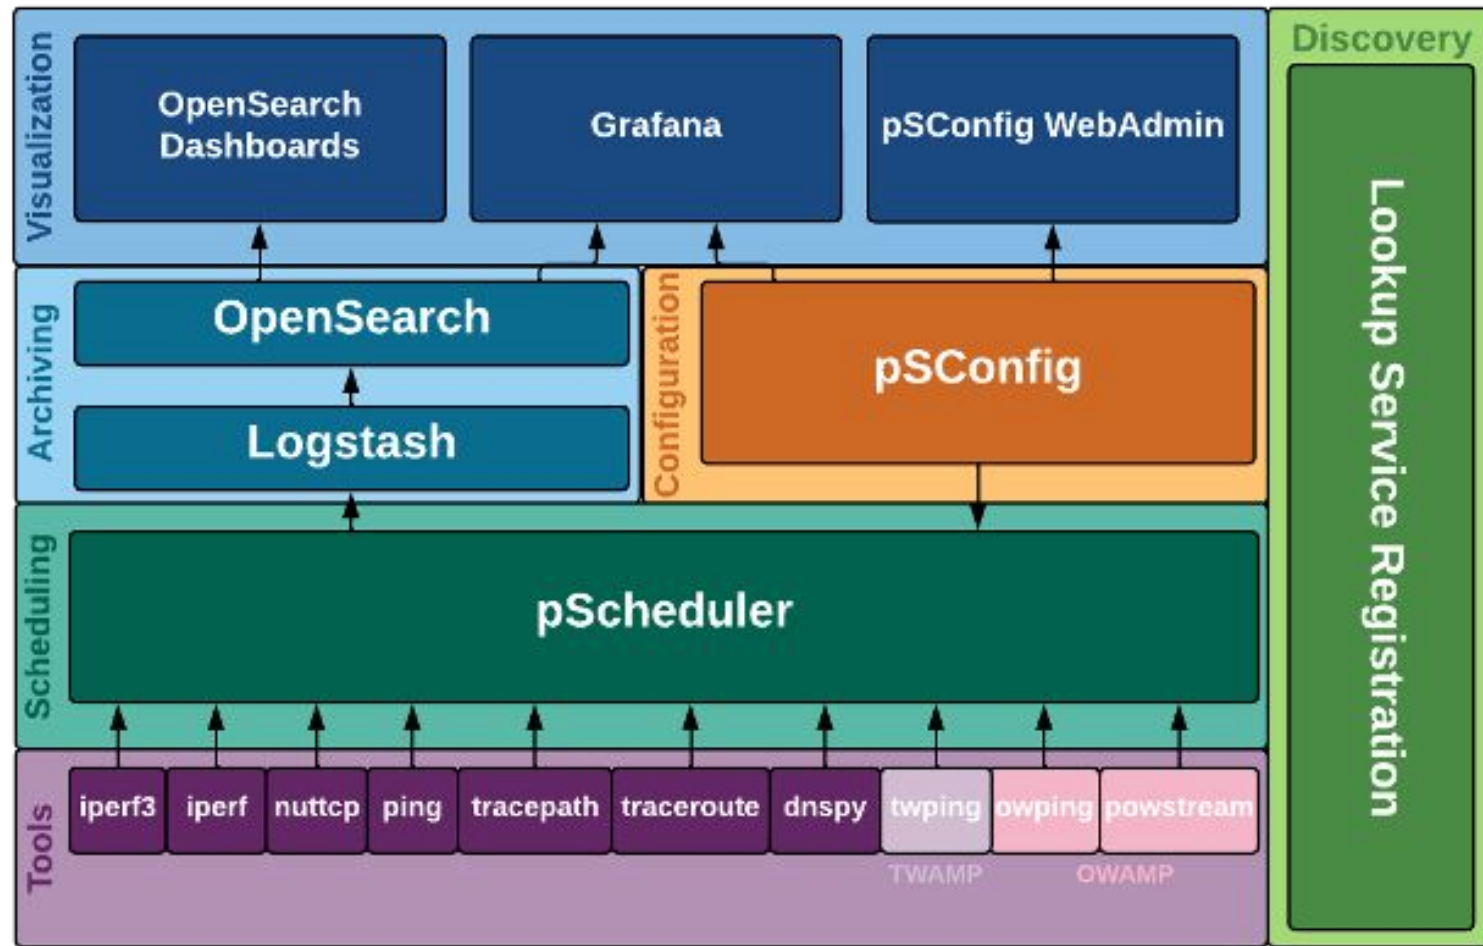 Visualization
OpenSearch
Dashboards
Grafana
pSConfig WebAdmin
Discovery
Lookup Service Registration
Archiving
OpenSearch
Logstash
Configuration
pSConfig
Scheduling
pScheduler
Tools
iperf3
iperf
nuttcp
ping
tracepath
traceroute
dnspy
twping
owping
powstream
TWAMP
OWAMP